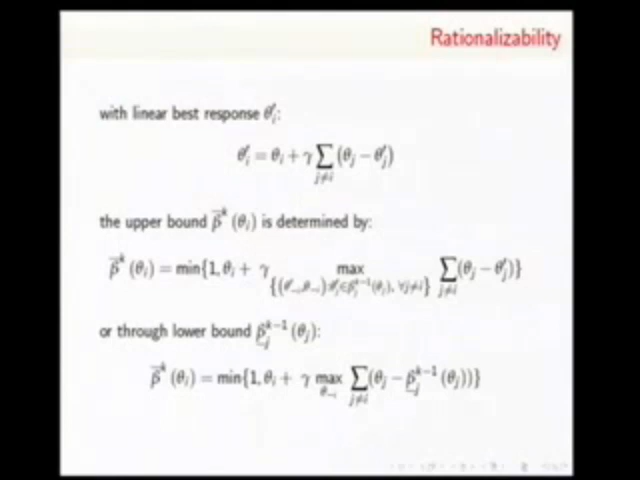 Rationalizability
with linear best response θ′ᵢ:
θ′ᵢ = θᵢ + γ ∑_{j≠i} (θⱼ − θ′ⱼ)
the upper bound β̄ᵏ (θᵢ) is determined by:
β̄ᵏ (θᵢ) = min{1, θᵢ + γ max_{{(θ′₋ᵢ,θ₋ᵢ):θ′ⱼ∈βⱼᵏ⁻¹(θⱼ), ∀j≠i}} ∑_{j≠i} (θⱼ − θ′ⱼ)}
or through lower bound β̲ⱼᵏ⁻¹ (θⱼ):
β̄ᵏ (θᵢ) = min{1, θᵢ + γ max_{θ₋ᵢ} ∑_{j≠i} (θⱼ − β̲ⱼᵏ⁻¹ (θⱼ))}